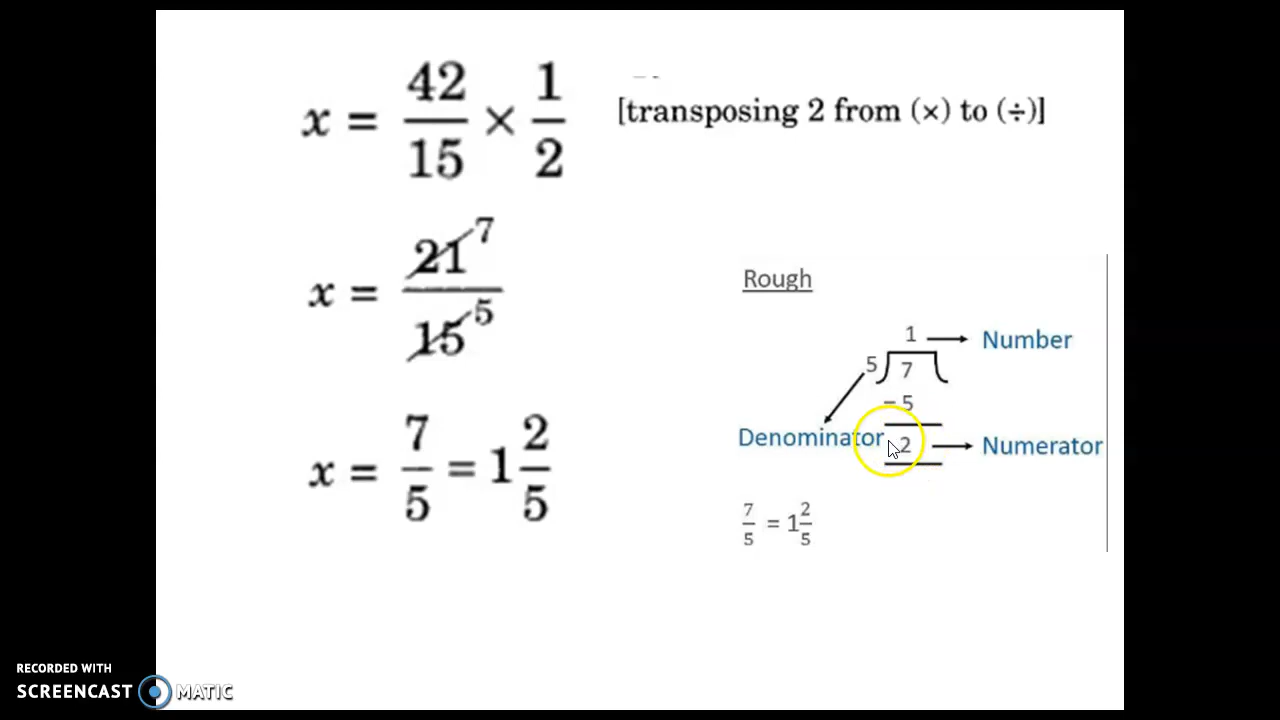 x = 42/15 × 1/2 [transposing 2 from (×) to (÷)]
x = 21 7/15 5
x = 7/5 = 1 2/5
Rough
1 Number
5 7
– 5
Denominator 2 Numerator
7/5 = 1 2/5
RECORDED WITH
SCREENCAST MATIC